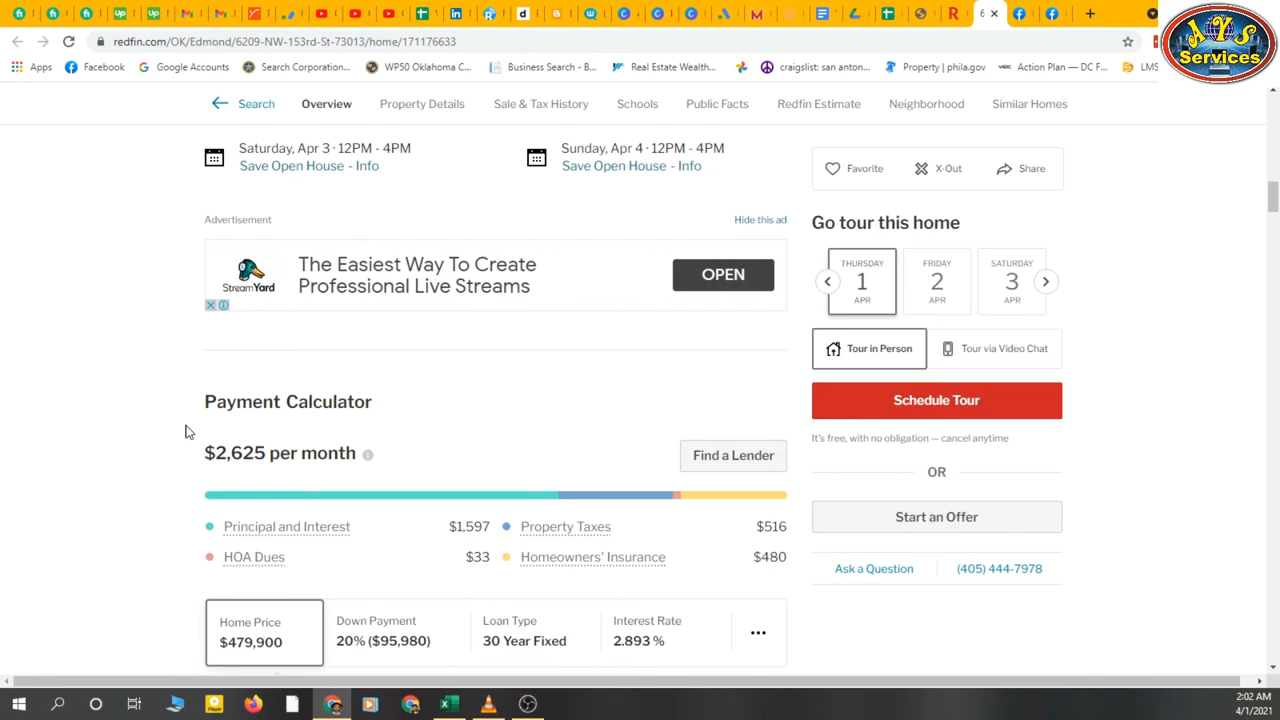 redfin.com/OK/Edmond/6209-NW-153rd-St-73013/home/171176633
Apps Facebook Google Accounts Search Corporation... WP50 Oklahoma C... Business Search - B... Real Estate Wealth... craigslist: san anton... Property | phila.gov Action Plan — DC F... LMS
AYS
Services
Search Overview Property Details Sale & Tax History Schools Public Facts Redfin Estimate Neighborhood Similar Homes
Saturday, Apr 3 · 12PM - 4PM
Save Open House - Info
Sunday, Apr 4 · 12PM - 4PM
Save Open House - Info
Favorite X-Out Share
Advertisement Hide this ad
StreamYard
The Easiest Way To Create
Professional Live Streams
OPEN
Go tour this home
THURSDAY
1
APR
FRIDAY
2
APR
SATURDAY
3
APR
Tour in Person Tour via Video Chat
Schedule Tour
It's free, with no obligation — cancel anytime
OR
Start an Offer
Ask a Question (405) 444-7978
Payment Calculator
$2,625 per month
Find a Lender
Principal and Interest $1,597
Property Taxes $516
HOA Dues $33
Homeowners' Insurance $480
Home Price
$479,900
Down Payment
20% ($95,980)
Loan Type
30 Year Fixed
Interest Rate
2.893 %
2:02 AM
4/1/2021